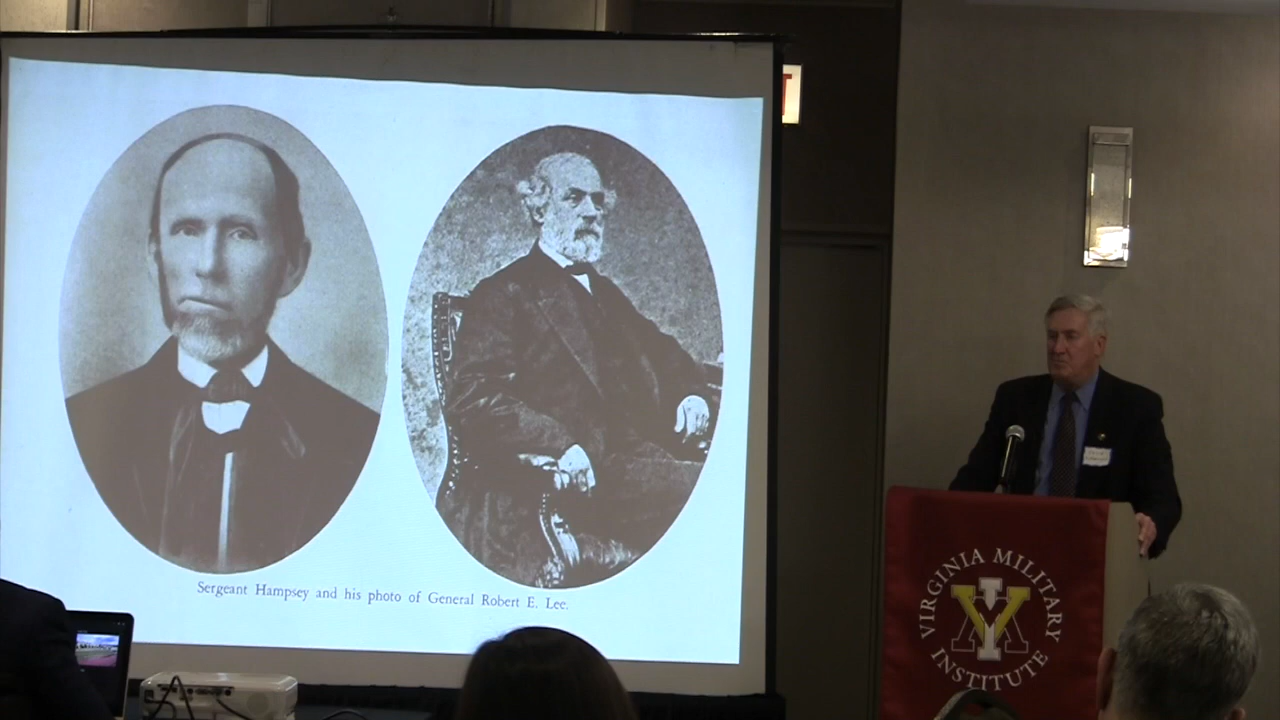 Sergeant Hampsey and his photo of General Robert E. Lee.
VIRGINIA MILITARY
INSTITUTE
VMI